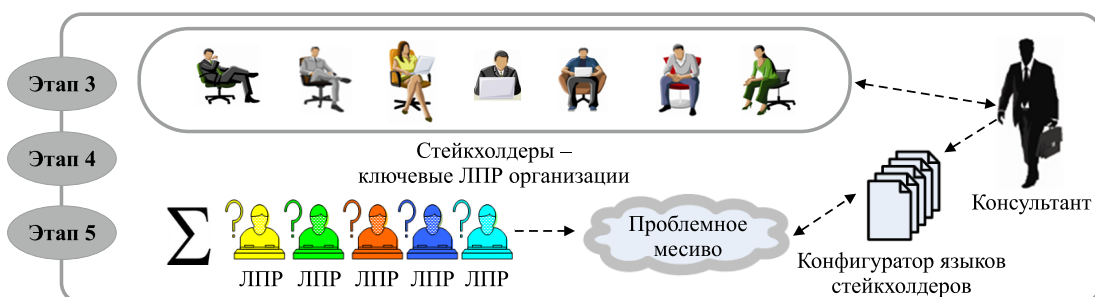 Этап 3
Этап 4
Этап 5
Стейкхолдеры –
ключевые ЛПР организации
Консультант
Σ
? ? ? ? ?
ЛПР ЛПР ЛПР ЛПР ЛПР
Проблемное
месиво
Конфигуратор языков
стейкхолдеров